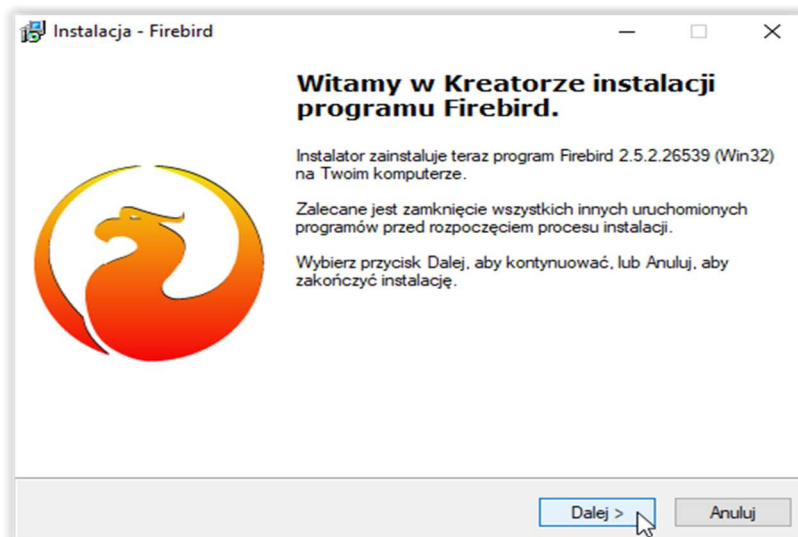 Instalacja - Firebird
Witamy w Kreatorze instalacji
programu Firebird.
Instalator zainstaluje teraz program Firebird 2.5.2.26539 (Win32)
na Twoim komputerze.
Zalecane jest zamknięcie wszystkich innych uruchomionych
programów przed rozpoczęciem procesu instalacji.
Wybierz przycisk Dalej, aby kontynuować, lub Anuluj, aby
zakończyć instalację.
Dalej >
Anuluj